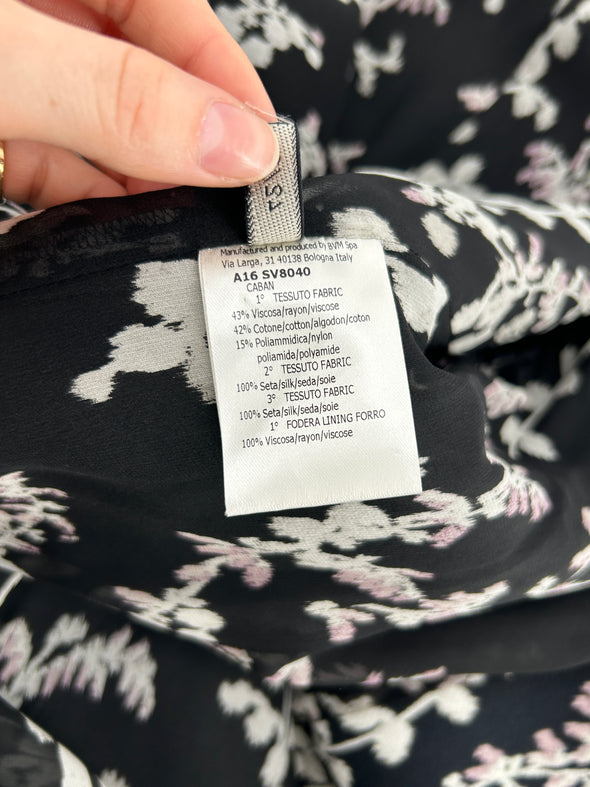 Manufactured and produced by BVM Spa
Via Larga, 31 40138 Bologna Italy
A16 SV8040
CABAN
1° TESSUTO FABRIC
43% Viscosa/rayon/viscose
42% Cotone/cotton/algodon/coton
15% Poliammidica/nylon
poliamida/polyamide
2° TESSUTO FABRIC
100% Seta/silk/seda/soie
3° TESSUTO FABRIC
100% Seta/silk/seda/soie
1° FODERA LINING FORRO
100% Viscosa/rayon/viscose